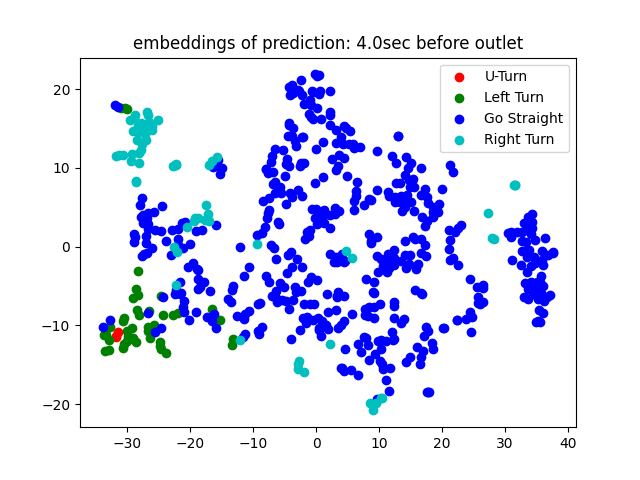 embeddings of prediction: 4.0sec before outlet
U-Turn
Left Turn
Go Straight
Right Turn
20
10
0
−10
−20
−30
−20
−10
0
10
20
30
40